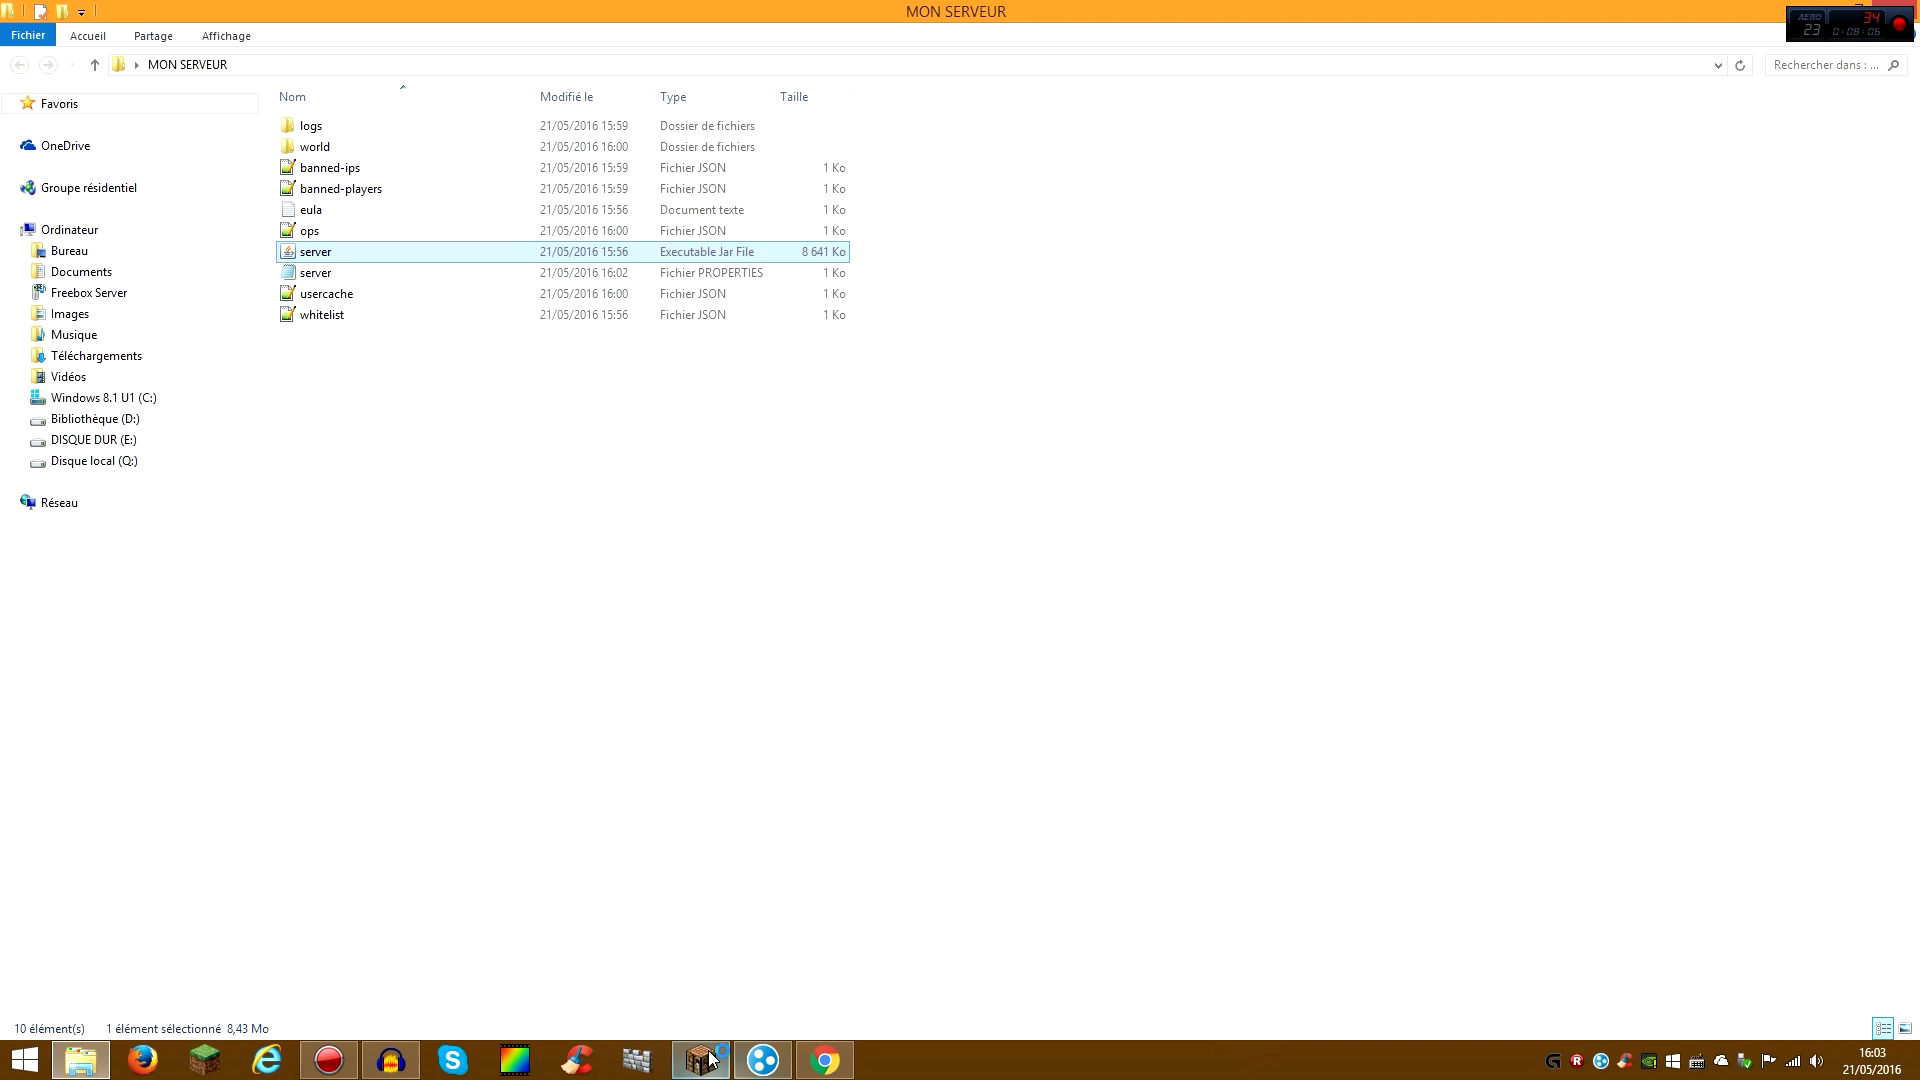 MON SERVEUR
AERO
23
34
0:08:06
Fichier
Accueil
Partage
Affichage
MON SERVEUR
Rechercher dans : ...
Nom
Modifié le
Type
Taille
Favoris
OneDrive
Groupe résidentiel
Ordinateur
Bureau
Documents
Freebox Server
Images
Musique
Téléchargements
Vidéos
Windows 8.1 U1 (C:)
Bibliothèque (D:)
DISQUE DUR (E:)
Disque local (Q:)
Réseau
logs 21/05/2016 15:59 Dossier de fichiers
world 21/05/2016 16:00 Dossier de fichiers
banned-ips 21/05/2016 15:59 Fichier JSON 1 Ko
banned-players 21/05/2016 15:59 Fichier JSON 1 Ko
eula 21/05/2016 15:56 Document texte 1 Ko
ops 21/05/2016 16:00 Fichier JSON 1 Ko
server 21/05/2016 15:56 Executable Jar File 8 641 Ko
server 21/05/2016 16:02 Fichier PROPERTIES 1 Ko
usercache 21/05/2016 16:00 Fichier JSON 1 Ko
whitelist 21/05/2016 15:56 Fichier JSON 1 Ko
10 élément(s)
1 élément sélectionné 8,43 Mo
16:03
21/05/2016